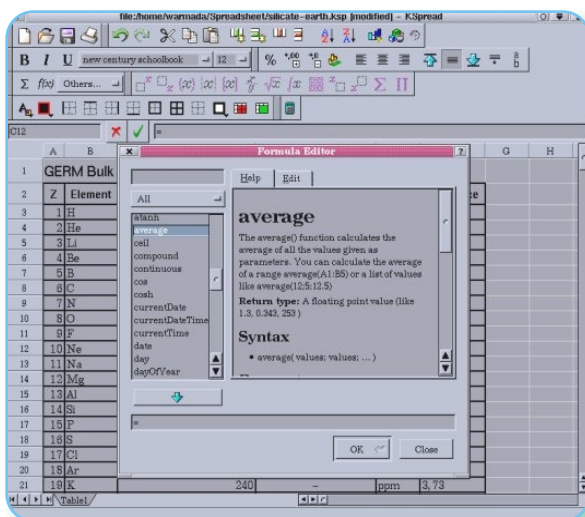 file:/home/warmada/Spreadsheet/silicate-earth.ksp [modified] - KSpread
B I U new century schoolbook 12 %
Σ f(x) Others...
C12 =
A B G H
1 GERM Bulk
2 Z Element
3 1 H
4 2 He
5 3 Li
6 4 Be
7 5 B
8 6 C
9 7 N
10 8 O
11 9 F
12 10 Ne
13 11 Na
14 12 Mg
15 13 Al
16 14 Si
17 15 P
18 16 S
19 17 Cl
20 18 Ar
21 19 K 240 – ppm 3,73
Table1
Formula Editor
All
atanh
average
ceil
compound
continuous
cos
cosh
currentDate
currentDateTime
currentTime
date
day
dayOfYear
=
Help Edit
average
The average() function calculates the
average of all the values given as
parameters. You can calculate the average
of a range average(A1:B5) or a list of values
like average(12;5;12.5)
Return type: A floating point value (like
1.3, 0.343, 253 )
Syntax
• average( values; values; ... )
OK Close